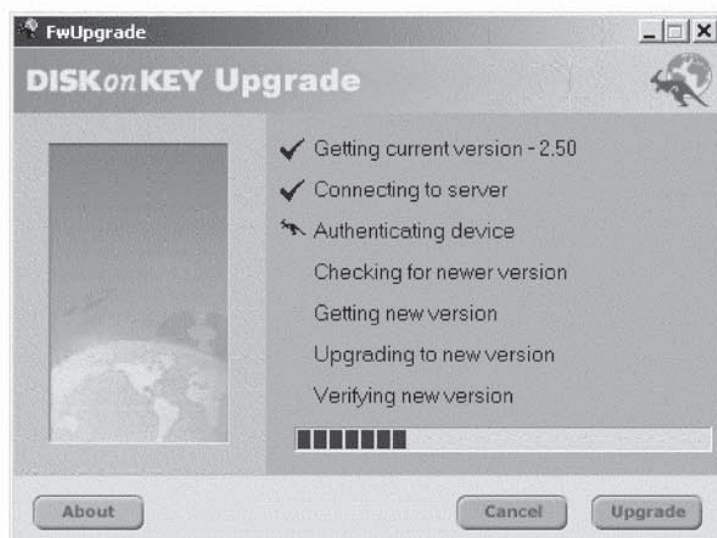 FwUpgrade
DISKonKEY Upgrade
Getting current version - 2.50
Connecting to server
Authenticating device
Checking for newer version
Getting new version
Upgrading to new version
Verifying new version
About Cancel Upgrade